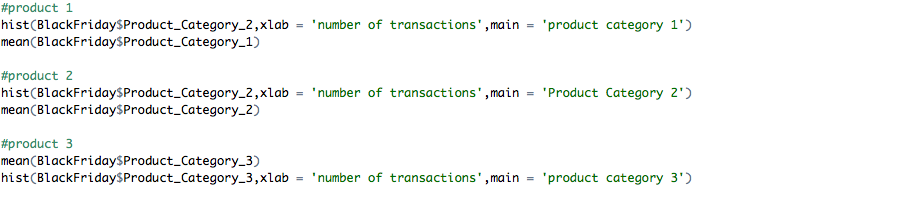 #product 1
hist(BlackFriday$Product_Category_2,xlab = 'number of transactions',main = 'product category 1')
mean(BlackFriday$Product_Category_1)
#product 2
hist(BlackFriday$Product_Category_2,xlab = 'number of transactions',main = 'Product Category 2')
mean(BlackFriday$Product_Category_2)
#product 3
mean(BlackFriday$Product_Category_3)
hist(BlackFriday$Product_Category_3,xlab = 'number of transactions',main = 'product category 3')